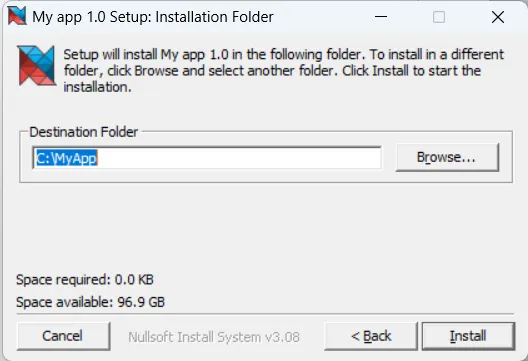 My app 1.0 Setup: Installation Folder
Setup will install My app 1.0 in the following folder. To install in a different
folder, click Browse and select another folder. Click Install to start the
installation.
Destination Folder
C:\MyApp
Browse...
Space required: 0.0 KB
Space available: 96.9 GB
Cancel
Nullsoft Install System v3.08
< Back
Install